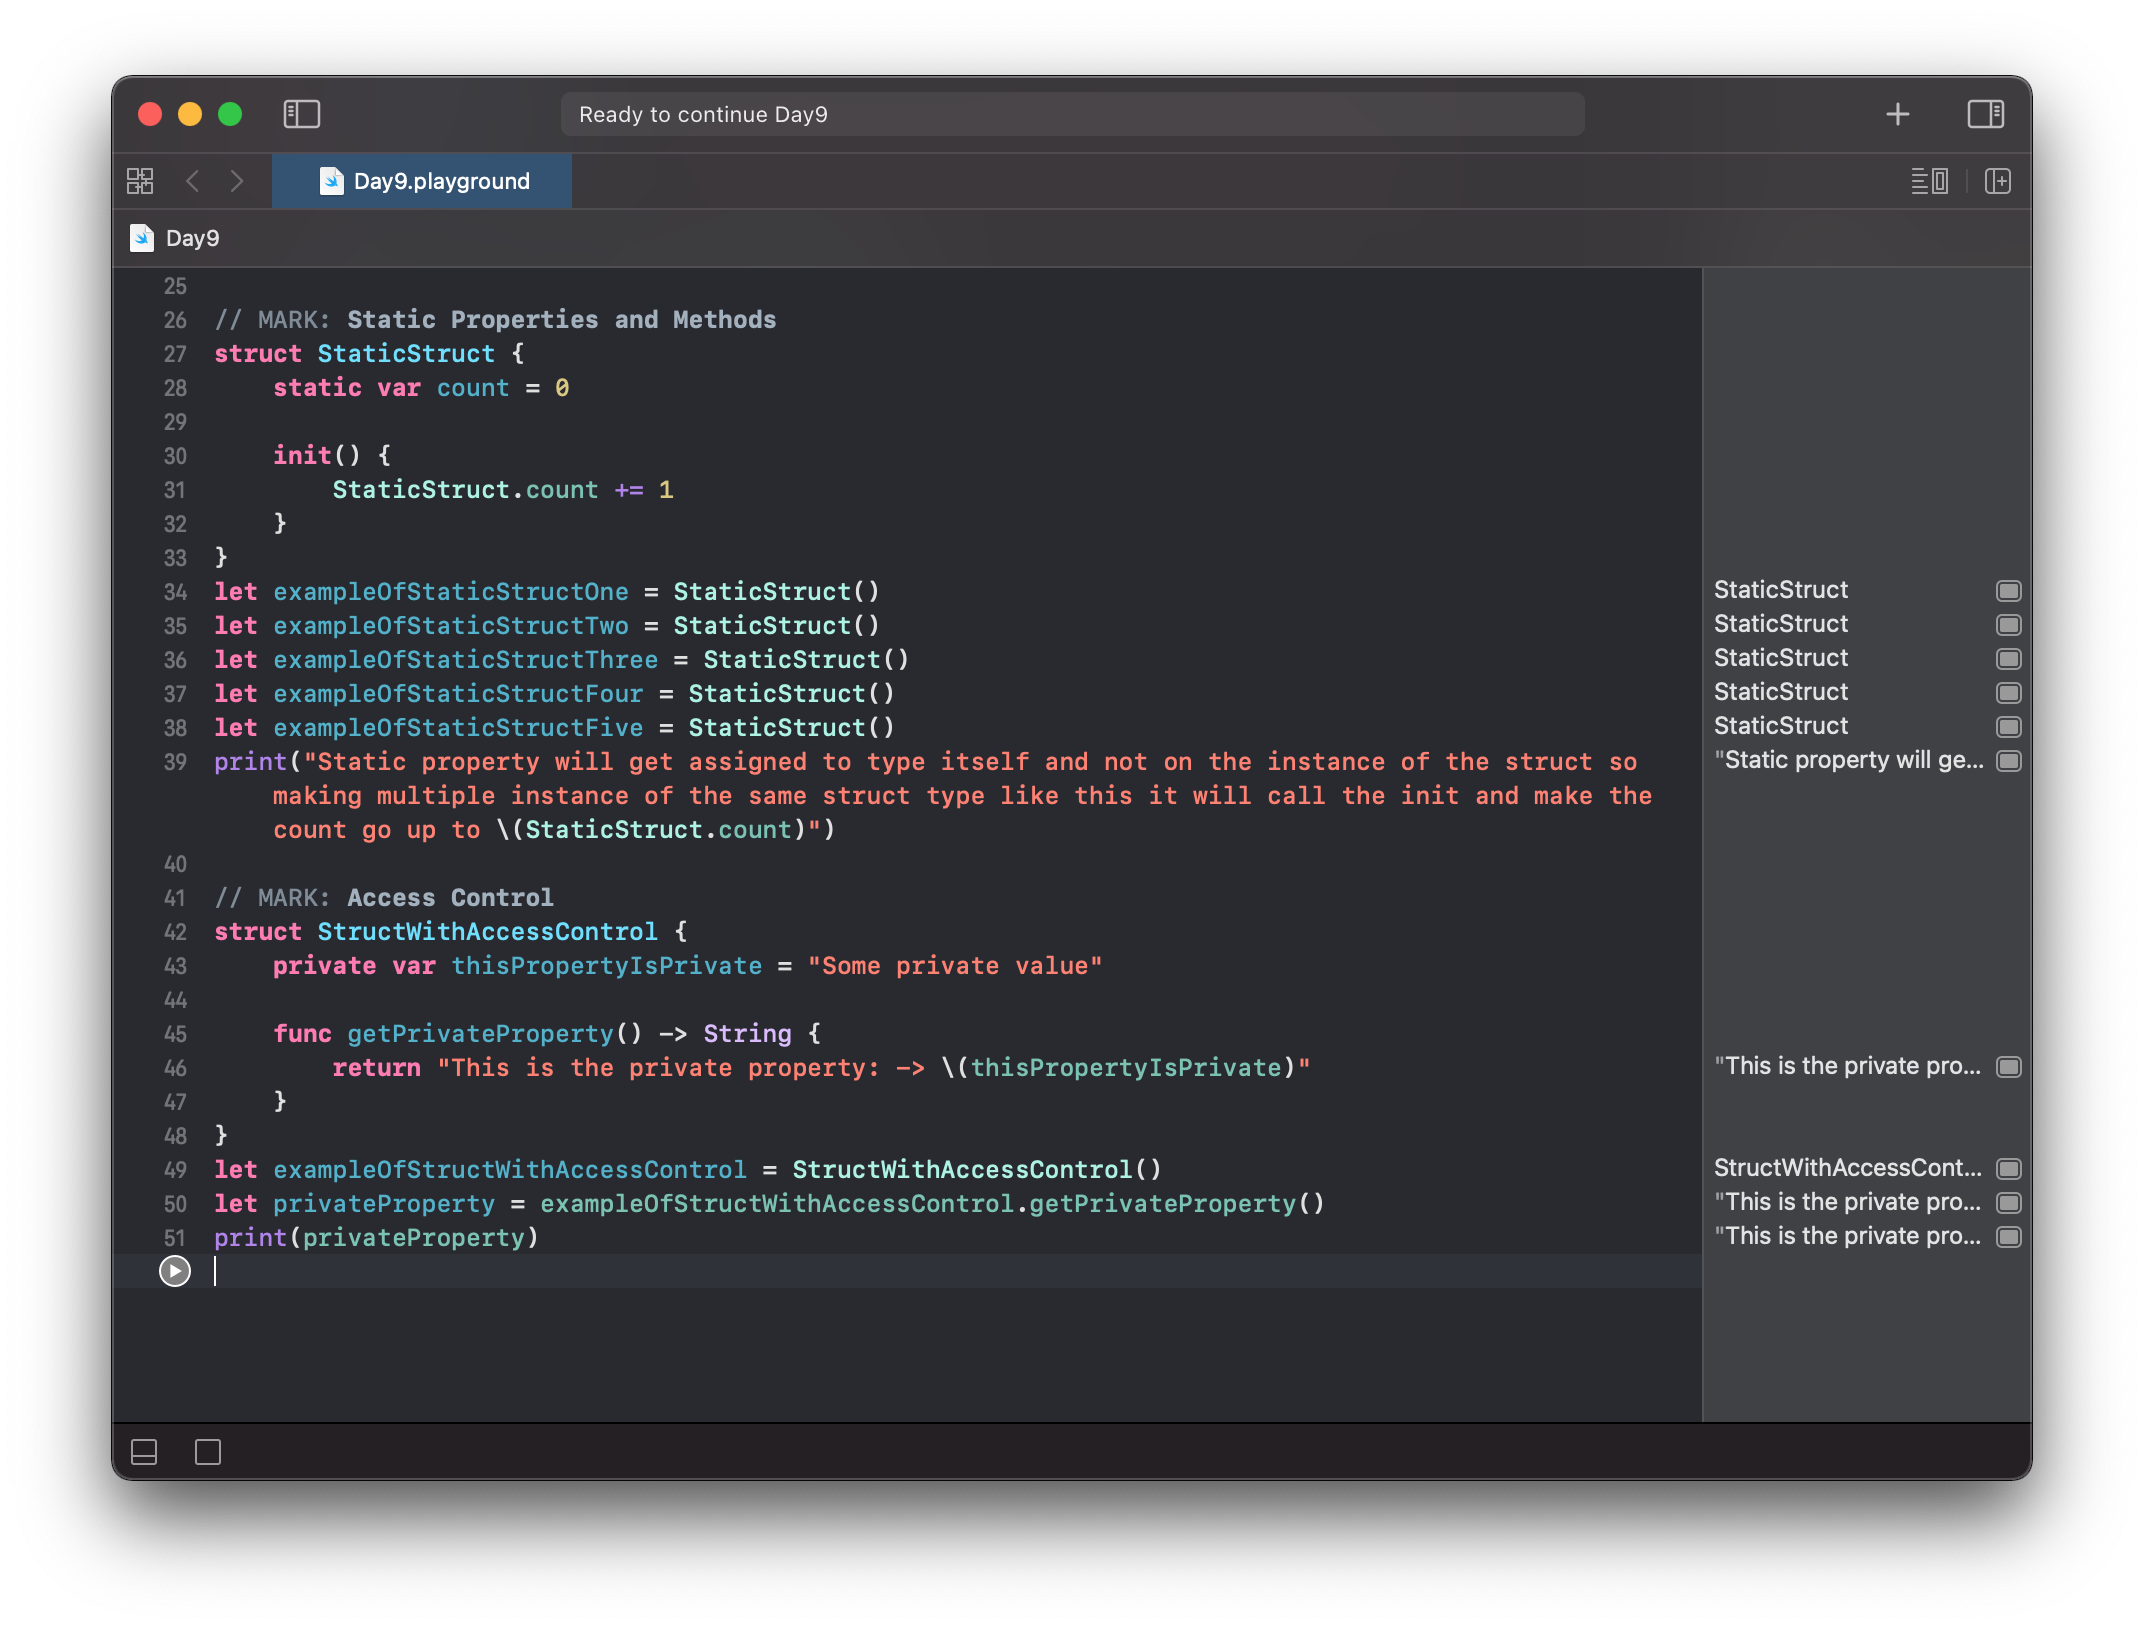 Ready to continue Day9
Day9.playground
Day9
25
26 // MARK: Static Properties and Methods
27 struct StaticStruct {
28     static var count = 0
29
30     init() {
31         StaticStruct.count += 1
32     }
33 }
34 let exampleOfStaticStructOne = StaticStruct() StaticStruct
35 let exampleOfStaticStructTwo = StaticStruct() StaticStruct
36 let exampleOfStaticStructThree = StaticStruct() StaticStruct
37 let exampleOfStaticStructFour = StaticStruct() StaticStruct
38 let exampleOfStaticStructFive = StaticStruct() StaticStruct
39 print("Static property will get assigned to type itself and not on the instance of the struct so "Static property will ge...
making multiple instance of the same struct type like this it will call the init and make the
count go up to \(StaticStruct.count)")
40
41 // MARK: Access Control
42 struct StructWithAccessControl {
43     private var thisPropertyIsPrivate = "Some private value"
44
45     func getPrivateProperty() -> String {
46         return "This is the private property: -> \(thisPropertyIsPrivate)" "This is the private pro...
47     }
48 }
49 let exampleOfStructWithAccessControl = StructWithAccessControl() StructWithAccessCont...
50 let privateProperty = exampleOfStructWithAccessControl.getPrivateProperty() "This is the private pro...
51 print(privateProperty) "This is the private pro...